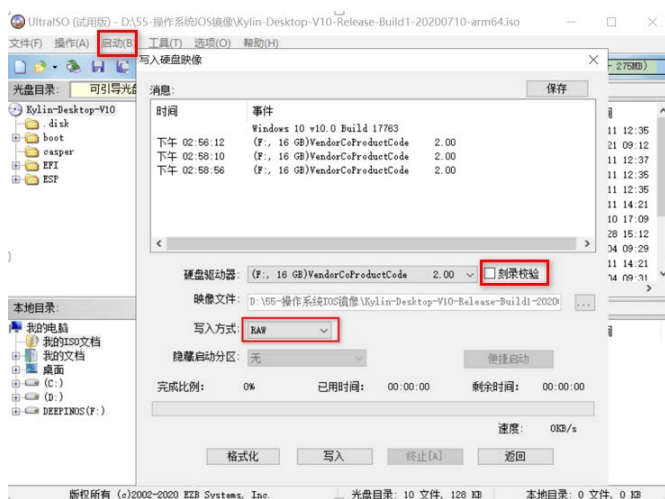 UltraISO (试用版) - D:\55-操作系统IOS镜像\Kylin-Desktop-V10-Release-Build1-20200710-arm64.iso
文件(F) 操作(A) 启动(B) 工具(T) 选项(O) 帮助(H)
写入硬盘映像
- 275MB)
光盘目录: 可引导光
消息:
保存
时间 事件
Windows 10 v10.0 Build 17763
下午 02:56:12 (F:, 16 GB)VendorCoProductCode 2.00
下午 02:58:10 (F:, 16 GB)VendorCoProductCode 2.00
下午 02:58:56 (F:, 16 GB)VendorCoProductCode 2.00
Kylin-Desktop-V10
.disk
boot
casper
EFI
ESP
11 12:35
21 09:12
11 12:37
11 12:35
11 12:35
11 14:21
10 17:09
28 15:12
04 09:29
11 14:21
04 09:31
硬盘驱动器: (F:, 16 GB)VendorCoProductCode 2.00 刻录校验
映像文件: D:\55-操作系统IOS镜像\Kylin-Desktop-V10-Release-Build1-2020 ...
写入方式: RAW
隐藏启动分区: 无 便捷启动
完成比例: 0% 已用时间: 00:00:00 剩余时间: 00:00:00
速度: 0KB/s
格式化 写入 终止[A] 返回
本地目录:
我的电脑
我的ISO文档
我的文档
桌面
(C:)
(D:)
DEEPINOS(F:)
版权所有 (c)2002-2020 EZB Systems, Inc. 光盘目录: 10 文件, 128 KB 本地目录: 0 文件, 0 KB